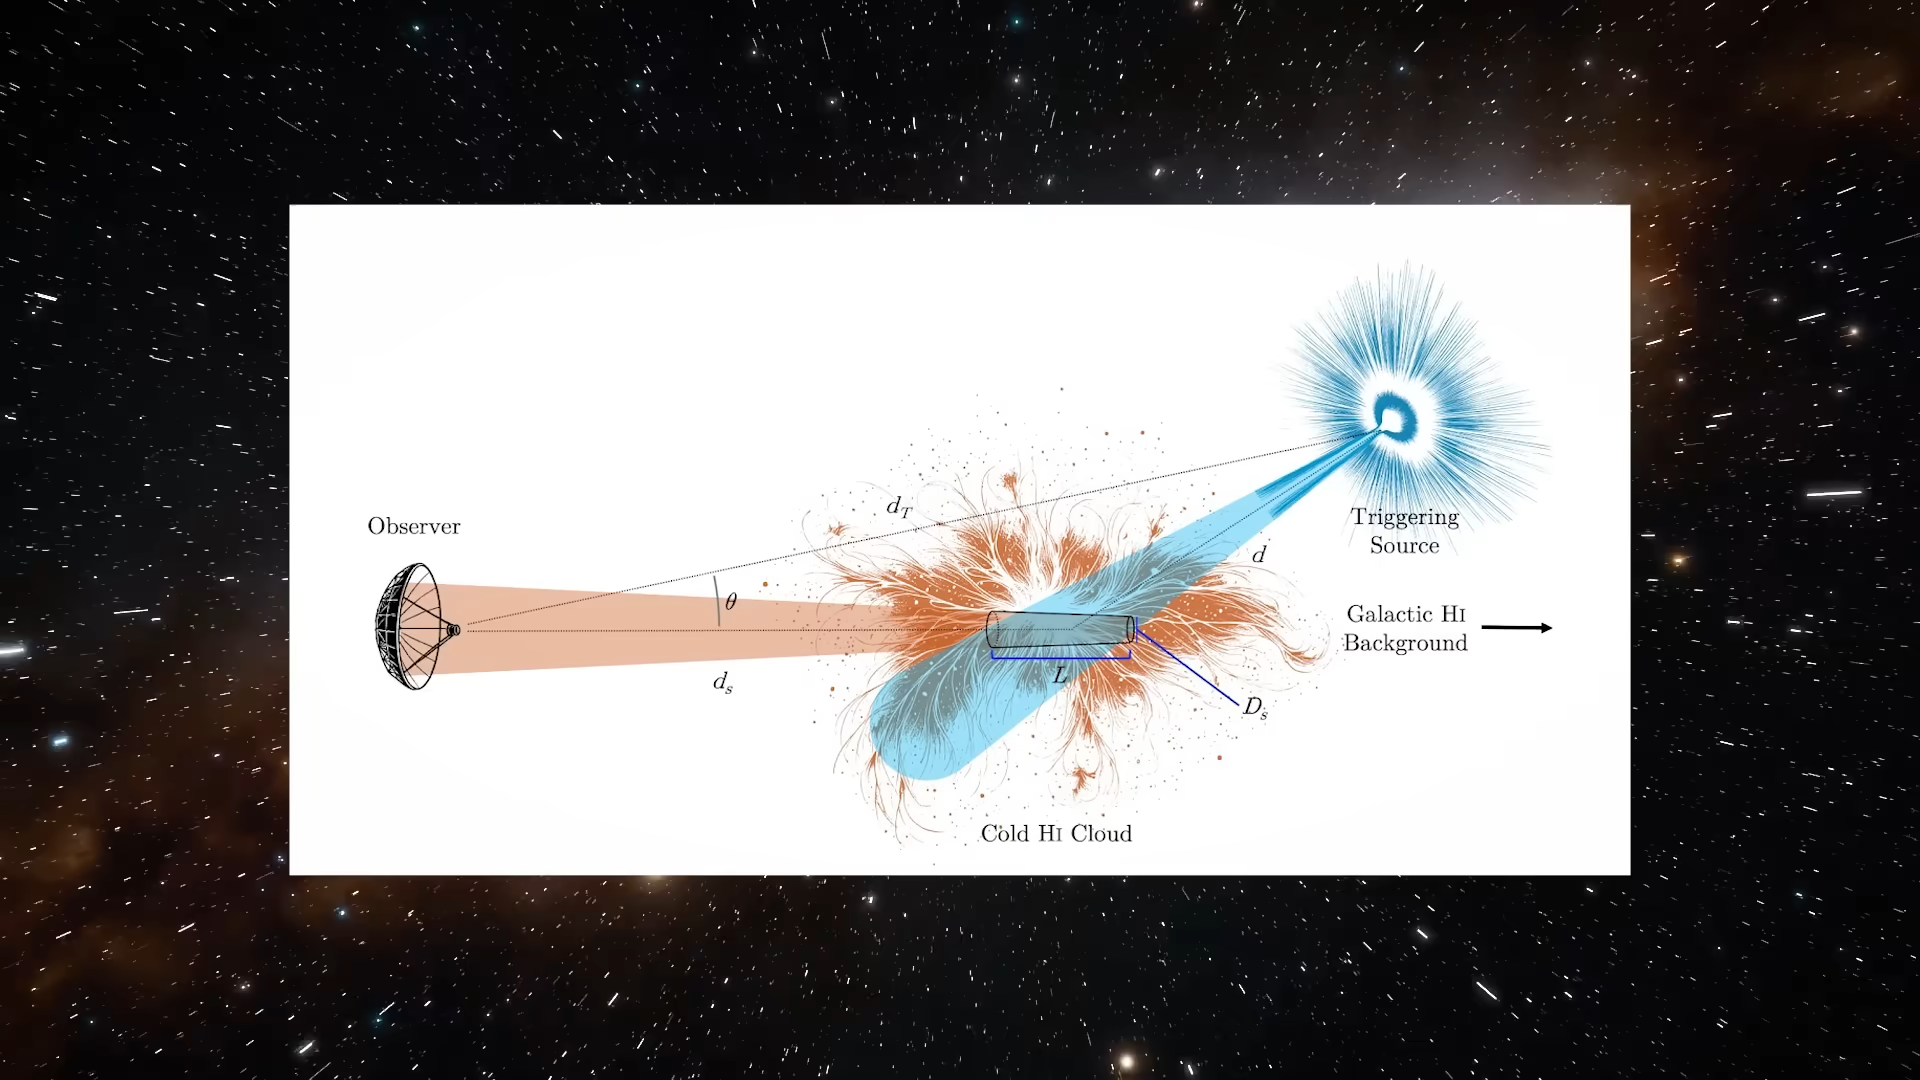 Observer
d_T
θ
d_s
Triggering
Source
d
Galactic HI
Background
L
D_s
Cold HI Cloud